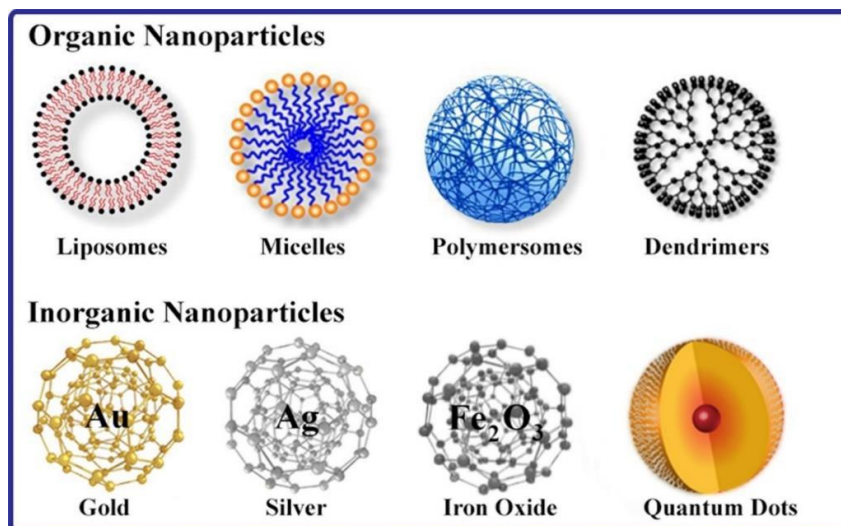 Organic Nanoparticles
Liposomes Micelles Polymersomes Dendrimers
Inorganic Nanoparticles
Au Ag Fe₂O₃
Gold Silver Iron Oxide Quantum Dots